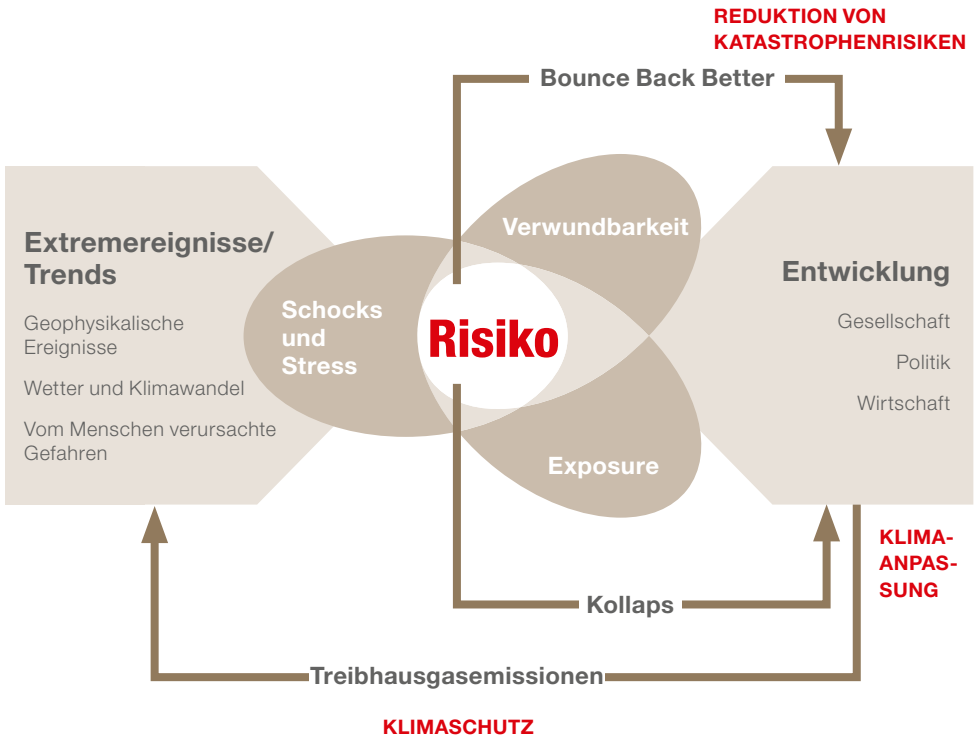 REDUKTION VON
KATASTROPHENRISIKEN
Bounce Back Better
Extremereignisse/
Trends
Geophysikalische
Ereignisse
Wetter und Klimawandel
Vom Menschen verursachte
Gefahren
Schocks
und
Stress
Risiko
Verwundbarkeit
Exposure
Entwicklung
Gesellschaft
Politik
Wirtschaft
KLIMA-
ANPAS-
SUNG
Kollaps
Treibhausgasemissionen
KLIMASCHUTZ